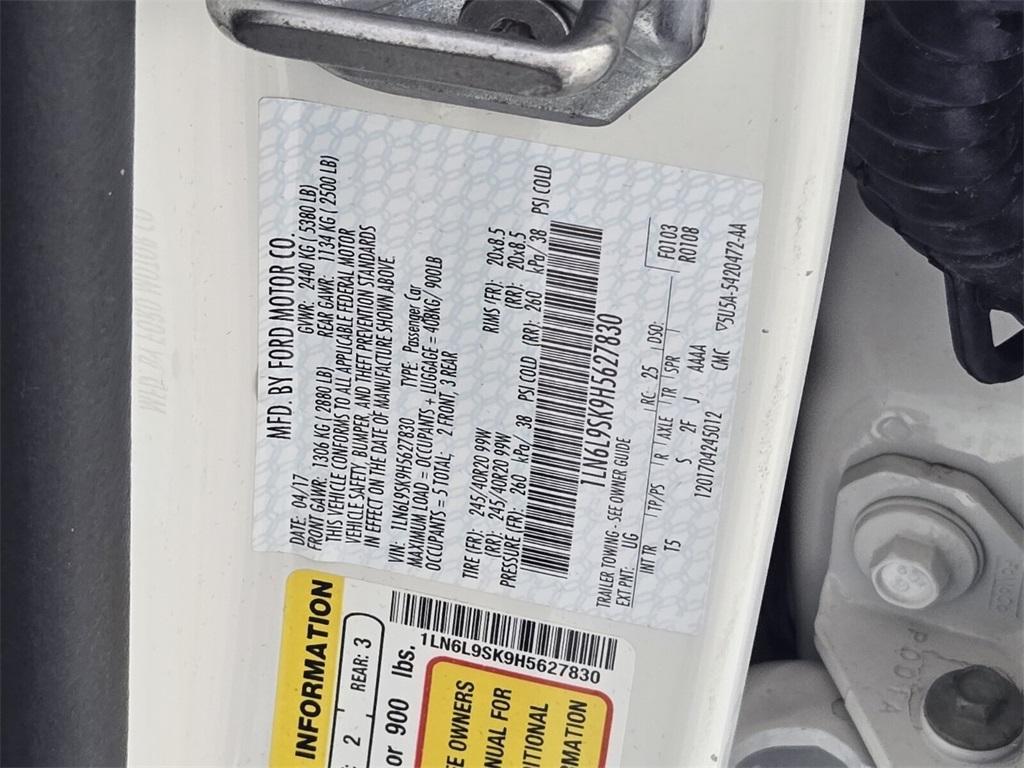 MFD. BY FORD MOTOR CO.
DATE: 04/17 GVWR: 2440 KG ( 5380 LB)
FRONT GAWR: 1306 KG( 2880 LB) REAR GAWR: 1134 KG ( 2500 LB)
THIS VEHICLE CONFORMS TO ALL APPLICABLE FEDERAL MOTOR
VEHICLE SAFETY, BUMPER, AND THEFT PREVENTION STANDARDS
IN EFFECT ON THE DATE OF MANUFACTURE SHOWN ABOVE
VIN: 1LN6L9SK9H5627830 TYPE: Passenger Car
MAXIMUM LOAD = OCCUPANTS + LUGGAGE = 408KG/ 900LB
OCCUPANTS = 5 TOTAL; 2 FRONT, 3 REAR
TIRE (FR): 245/40R20 99W RIMS FR): 20x8.5
(RR): 245/40R20 99W (RR): 20x8.5
PRESSURE (FR): 260 kPa/ 38 PSI COLD (RR): 260 kPa/ 38 PSI COLD
1LN6L9SK9H5627830
TRAILER TOWING - SEE OWNER GUIDE
EXT PNT: UG RC: 25 DSO: F0103
R0108
INT TR TP/PS R AXLE TR SPR
T5 S 2F J AAAA
12017042453012 CMC 5U5A-5420472-AA
INFORMATION
2 REAR: 3
or 900 lbs.
1LN6L9SK9H5627830
OWNERS
FOR